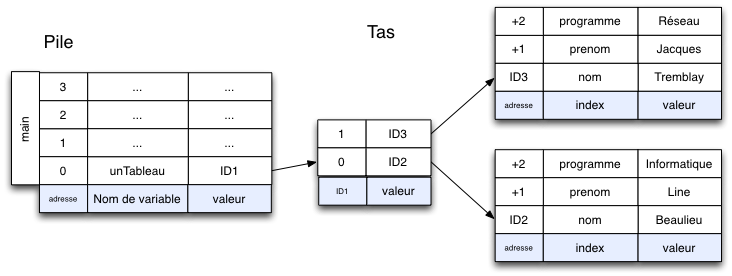 Pile
main
3 ... ...
2 ... ...
1 ... ...
0 unTableau ID1
adresse Nom de variable valeur
Tas
1 ID3
0 ID2
ID1 valeur
+2 programme Réseau
+1 prenom Jacques
ID3 nom Tremblay
adresse index valeur
+2 programme Informatique
+1 prenom Line
ID2 nom Beaulieu
adresse index valeur